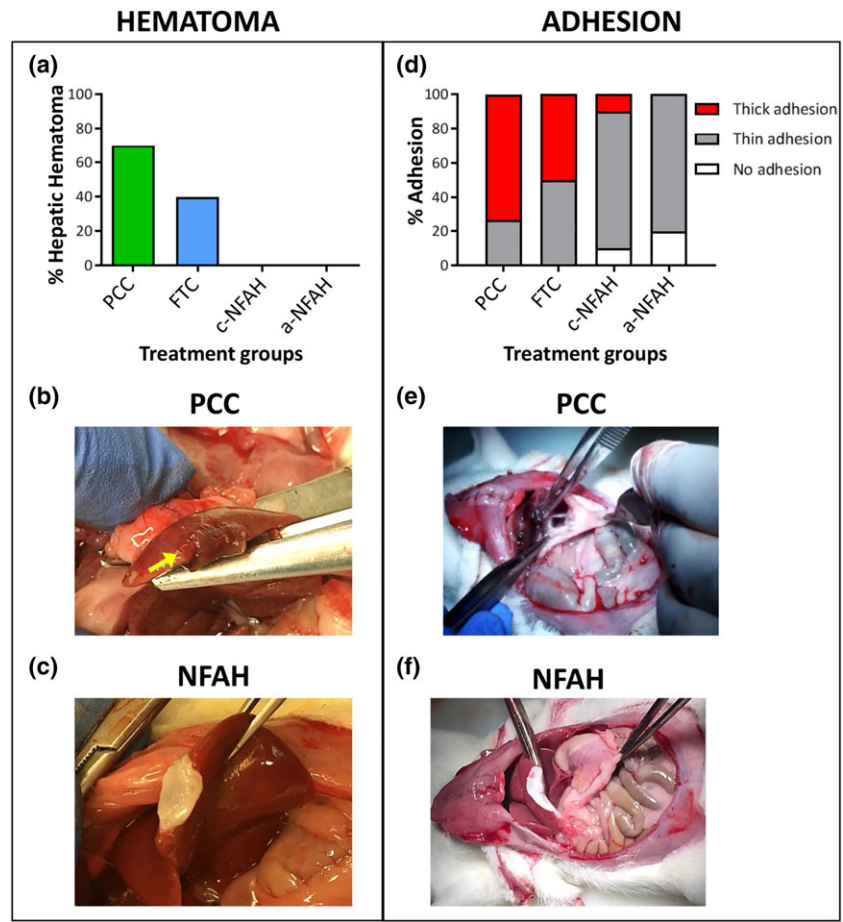 HEMATOMA
ADHESION
(a)
% Hepatic Hematoma
100
80
60
40
20
0
PCC
FTC
c-NFAH
a-NFAH
Treatment groups
(d)
% Adhesion
100
80
60
40
20
0
PCC
FTC
c-NFAH
a-NFAH
Treatment groups
Thick adhesion
Thin adhesion
No adhesion
(b)
PCC
(e)
PCC
(c)
NFAH
(f)
NFAH